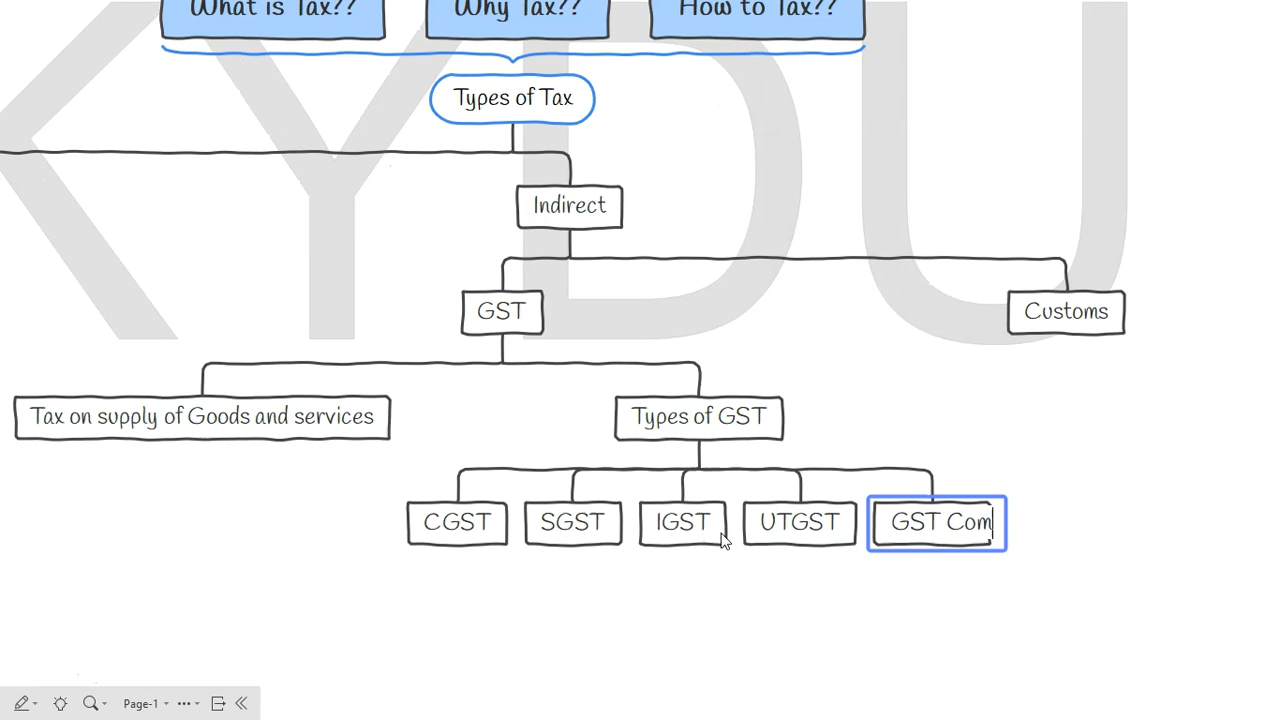 What is Tax??
Why Tax??
How to Tax??
Types of Tax
Indirect
GST
Customs
Tax on supply of Goods and services
Types of GST
CGST
SGST
IGST
UTGST
GST Com
KYDU
Page-1